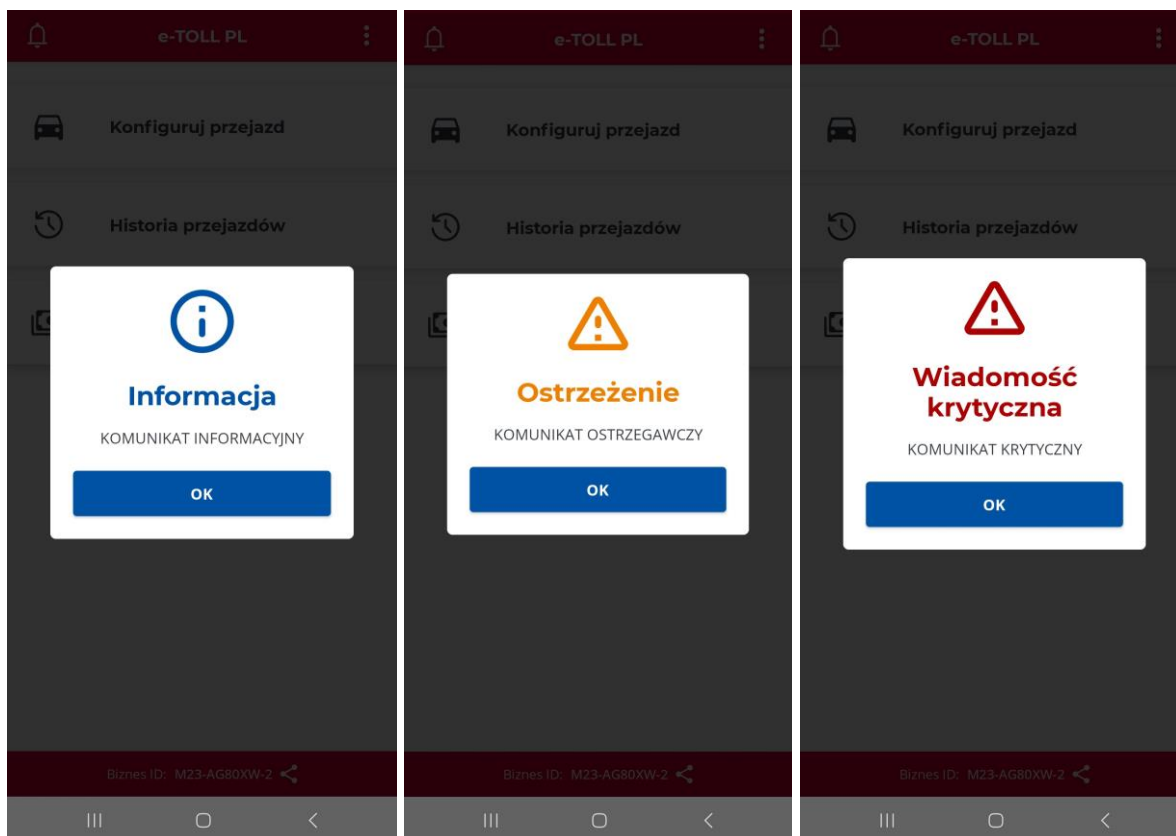 e-TOLL PL
Konfiguruj przejazd
Historia przejazdów
Informacja
KOMUNIKAT INFORMACYJNY
OK
Biznes ID: M23-AG80XW-2
e-TOLL PL
Konfiguruj przejazd
Historia przejazdów
Ostrzeżenie
KOMUNIKAT OSTRZEGAWCZY
OK
Biznes ID: M23-AG80XW-2
e-TOLL PL
Konfiguruj przejazd
Historia przejazdów
Wiadomość
krytyczna
KOMUNIKAT KRYTYCZNY
OK
Biznes ID: M23-AG80XW-2